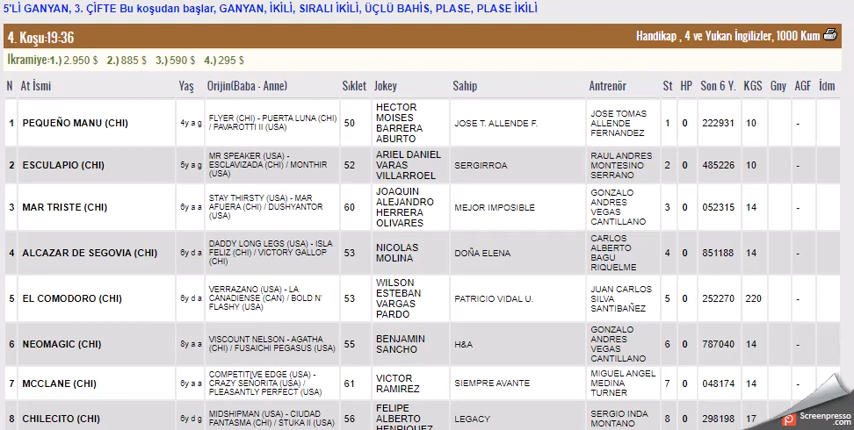 5'Lİ GANYAN, 3. ÇİFTE Bu koşudan başlar, GANYAN, İKİLİ, SIRALI İKİLİ, ÜÇLÜ BAHİS, PLASE, PLASE İKİLİ
4. Koşu:19:36 Handikap , 4 ve Yukarı İngilizler, 1000 Kum
İkramiye:1.) 2.950 $ 2.) 885 $ 3.) 590 $ 4.) 295 $
N At İsmi Yaş Orijin(Baba - Anne) Sıklet Jokey Sahip Antrenör St HP Son 6 Y. KGS Gny AGF İdm
1 PEQUEÑO MANU (CHI) 4y a g FLYER (CHI) - PUERTA LUNA (CHI) / PAVAROTTI II (USA) 50 HECTOR MOISES BARRERA ABURTO JOSE T. ALLENDE F. JOSE TOMAS ALLENDE FERNANDEZ 1 0 222931 10 -
2 ESCULAPIO (CHI) 5y a g MR SPEAKER (USA) - ESCLAVIZADA (CHI) / MONTHIR (USA) 52 ARIEL DANIEL VARAS VILLARROEL SERGIRROA RAUL ANDRES MONTESINO SERRANO 2 0 485226 10 -
3 MAR TRISTE (CHI) 6y a a STAY THIRSTY (USA) - MAR AFUERA (CHI) / DUSHYANTOR (USA) 60 JOAQUIN ALEJANDRO HERRERA OLIVARES MEJOR IMPOSIBLE GONZALO ANDRES VEGAS CANTILLANO 3 0 052315 14 -
4 ALCAZAR DE SEGOVIA (CHI) 6y d a DADDY LONG LEGS (USA) - ISLA FELIZ (CHI) / VICTORY GALLOP (CHI) 53 NICOLAS MOLINA DOÑA ELENA CARLOS ALBERTO BAGU RIQUELME 4 0 851188 14 -
5 EL COMODORO (CHI) 6y d a VERRAZANO (USA) - LA CANADIENSE (CAN) / BOLD N' FLASHY (USA) 53 WILSON ESTEBAN VARGAS PARDO PATRICIO VIDAL U. JUAN CARLOS SILVA SANTIBAÑEZ 5 0 252270 220 -
6 NEOMAGIC (CHI) 8y a a VISCOUNT NELSON - AGATHA (CHI) / FUSAICHI PEGASUS (USA) 55 BENJAMIN SANCHO H&A GONZALO ANDRES VEGAS CANTILLANO 6 0 787040 14 -
7 MCCLANE (CHI) 6y a a COMPETITIVE EDGE (USA) - CRAZY SEÑORITA (USA) / PLEASANTLY PERFECT (USA) 61 VICTOR RAMIREZ SIEMPRE AVANTE MIGUEL ANGEL MEDINA TURNER 7 0 048174 14 -
8 CHILECITO (CHI) 6y d g MIDSHIPMAN (USA) - CIUDAD FANTASMA (CHI) / STUKA II (USA) 56 FELIPE ALBERTO HENRIQUEZ LEGACY SERGIO INDA MONTANO 8 0 298198 17 -
Screenpresso
.com